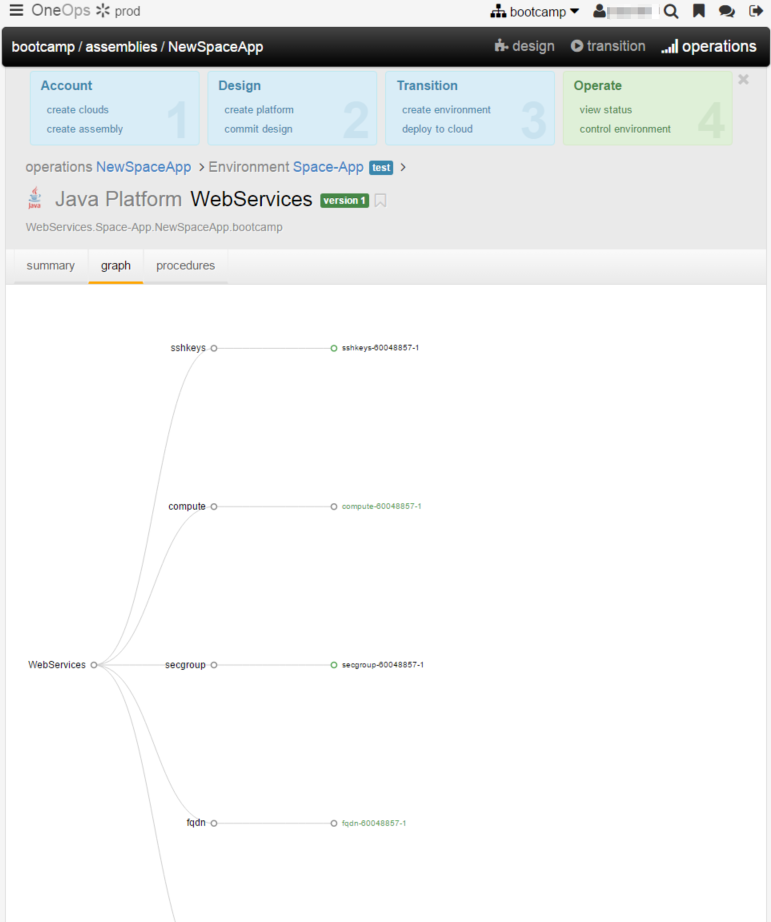 OneOps prod bootcamp
bootcamp / assemblies / NewSpaceApp design transition operations
Account Design Transition Operate
create clouds create platform create environment view status
create assembly commit design deploy to cloud control environment
1 2 3 4
operations NewSpaceApp > Environment Space-App test >
Java Java Platform WebServices version 1
WebServices.Space-App.NewSpaceApp.bootcamp
summary graph procedures
sshkeys sshkeys-60048857-1
compute compute-60048857-1
WebServices secgroup secgroup-60048857-1
fqdn fqdn-60048857-1